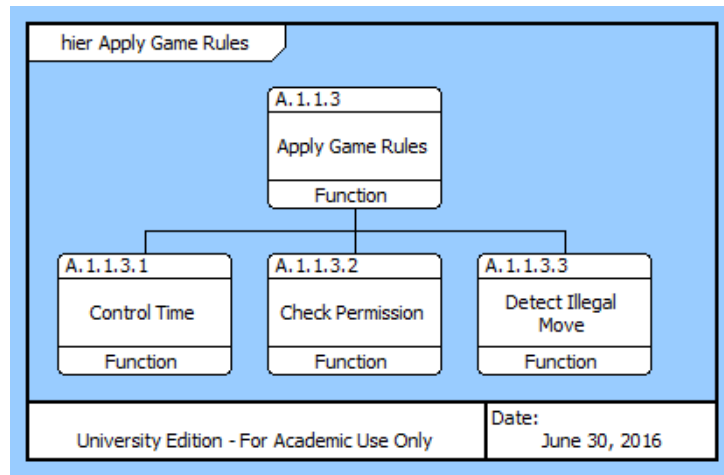 hier Apply Game Rules
A.1.1.3
Apply Game Rules
Function
A.1.1.3.1
Control Time
Function
A.1.1.3.2
Check Permission
Function
A.1.1.3.3
Detect Illegal
Move
Function
University Edition - For Academic Use Only
Date:
June 30, 2016